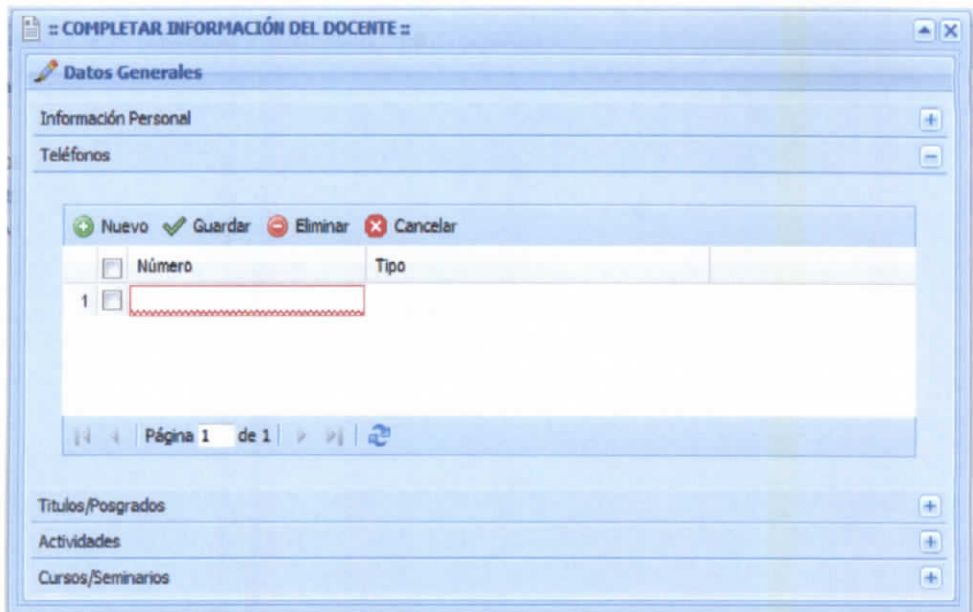 :: COMPLETAR INFORMACIÓN DEL DOCENTE ::
Datos Generales
Información Personal
Teléfonos
Nuevo Guardar Eliminar Cancelar
Número Tipo
1
Página 1 de 1
Titulos/Posgrados
Actividades
Cursos/Seminarios